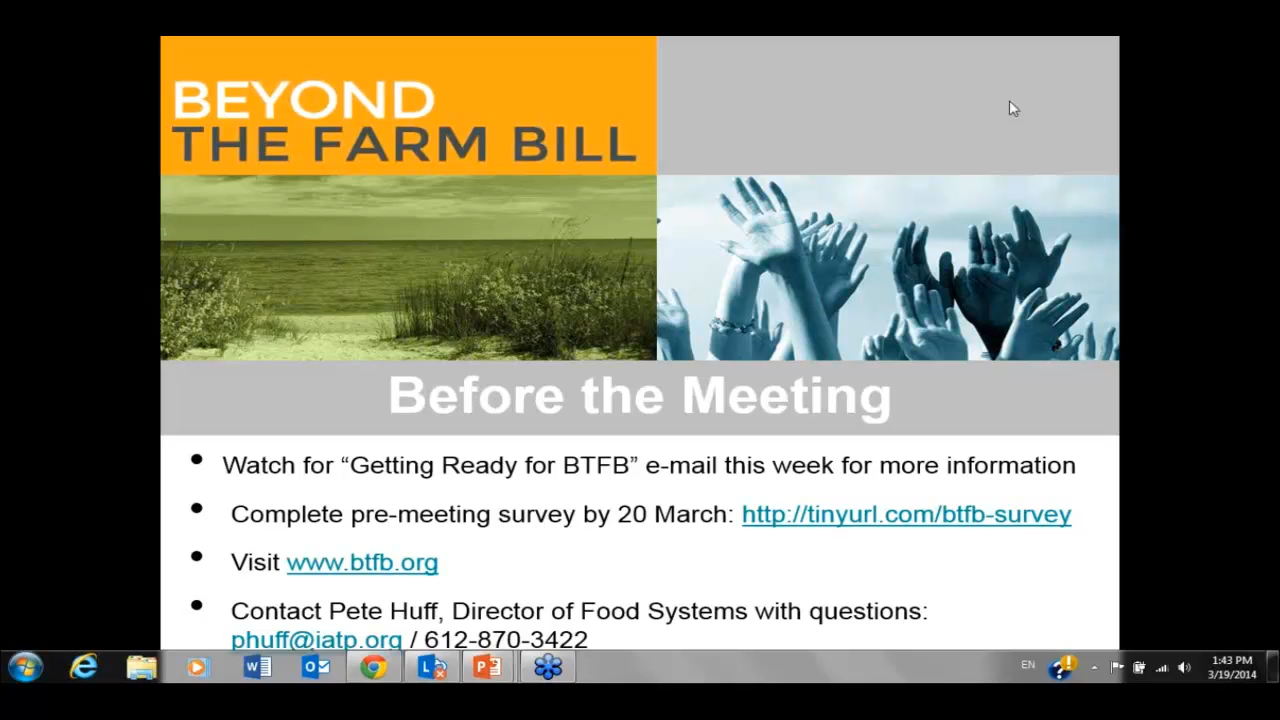 BEYOND
THE FARM BILL
Before the Meeting
• Watch for “Getting Ready for BTFB” e-mail this week for more information
• Complete pre-meeting survey by 20 March: http://tinyurl.com/btfb-survey
• Visit www.btfb.org
• Contact Pete Huff, Director of Food Systems with questions:
phuff@iatp.org / 612-870-3422
EN
1:43 PM
3/19/2014